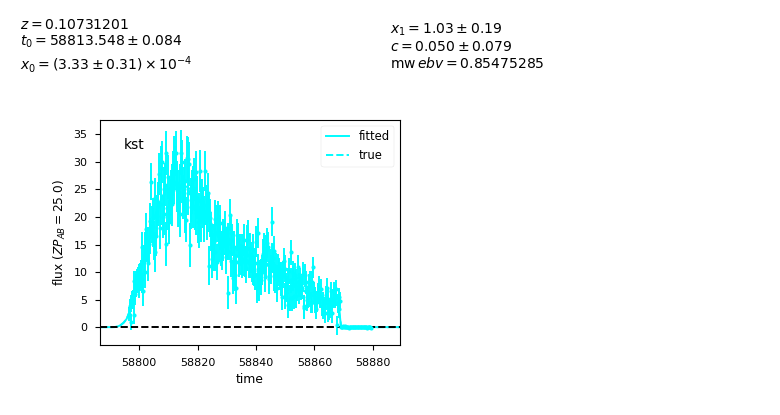 z = 0.10731201
t₀ = 58813.548 ± 0.084
x₀ = (3.33 ± 0.31) × 10⁻⁴
x₁ = 1.03 ± 0.19
c = 0.050 ± 0.079
mw ebv = 0.85475285
kst
fitted
true
35
30
25
20
15
10
5
0
flux (ZP_AB = 25.0)
58800 58820 58840 58860 58880
time